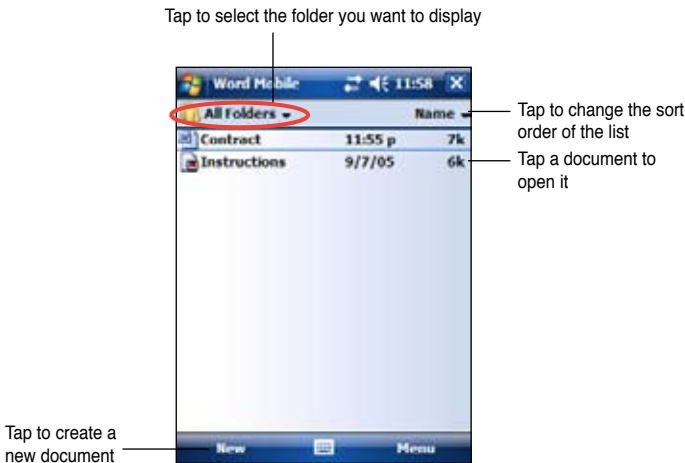 Tap to select the folder you want to display
Word Mobile 11:58
All Folders Name
Contract 11:55 p 7k
Instructions 9/7/05 6k
Tap to change the sort
order of the list
Tap a document to
open it
Tap to create a
new document
New Menu